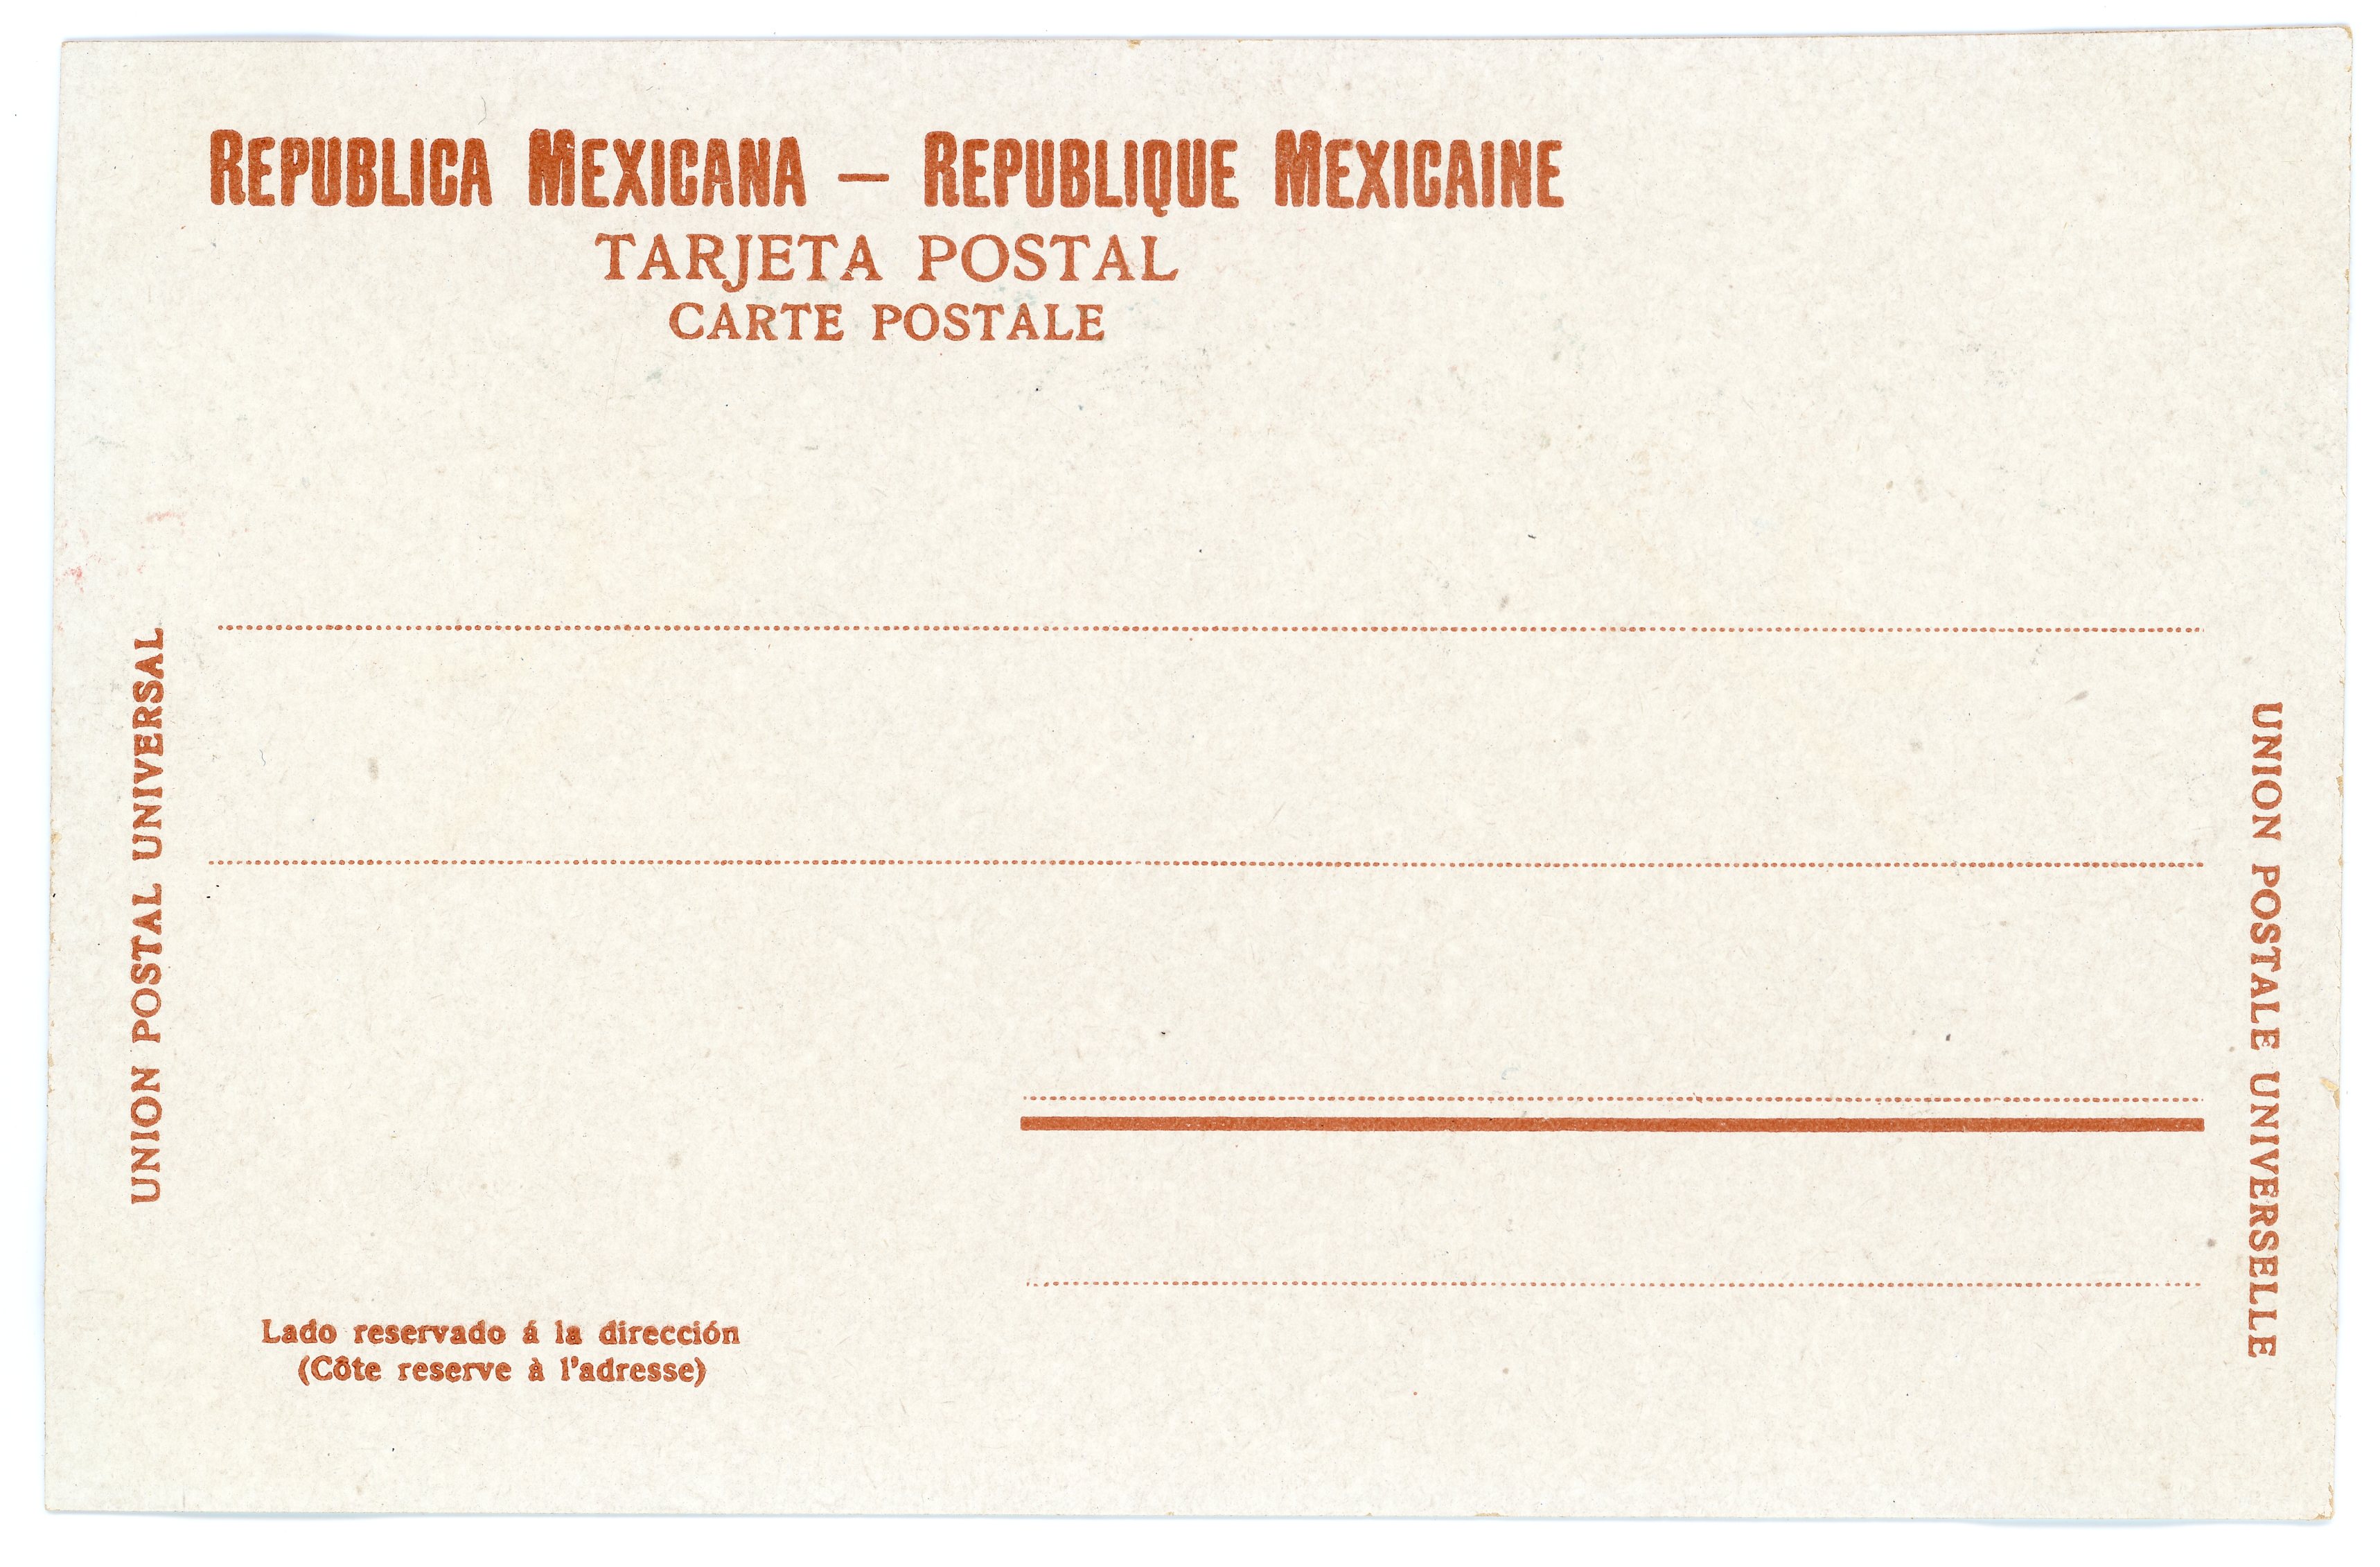 REPUBLICA MEXICANA — REPUBLIQUE MEXICAINE
TARJETA POSTAL
CARTE POSTALE
UNION POSTAL UNIVERSAL
UNION POSTALE UNIVERSELLE
Lado reservado á la dirección
(Côte reserve à l'adresse)